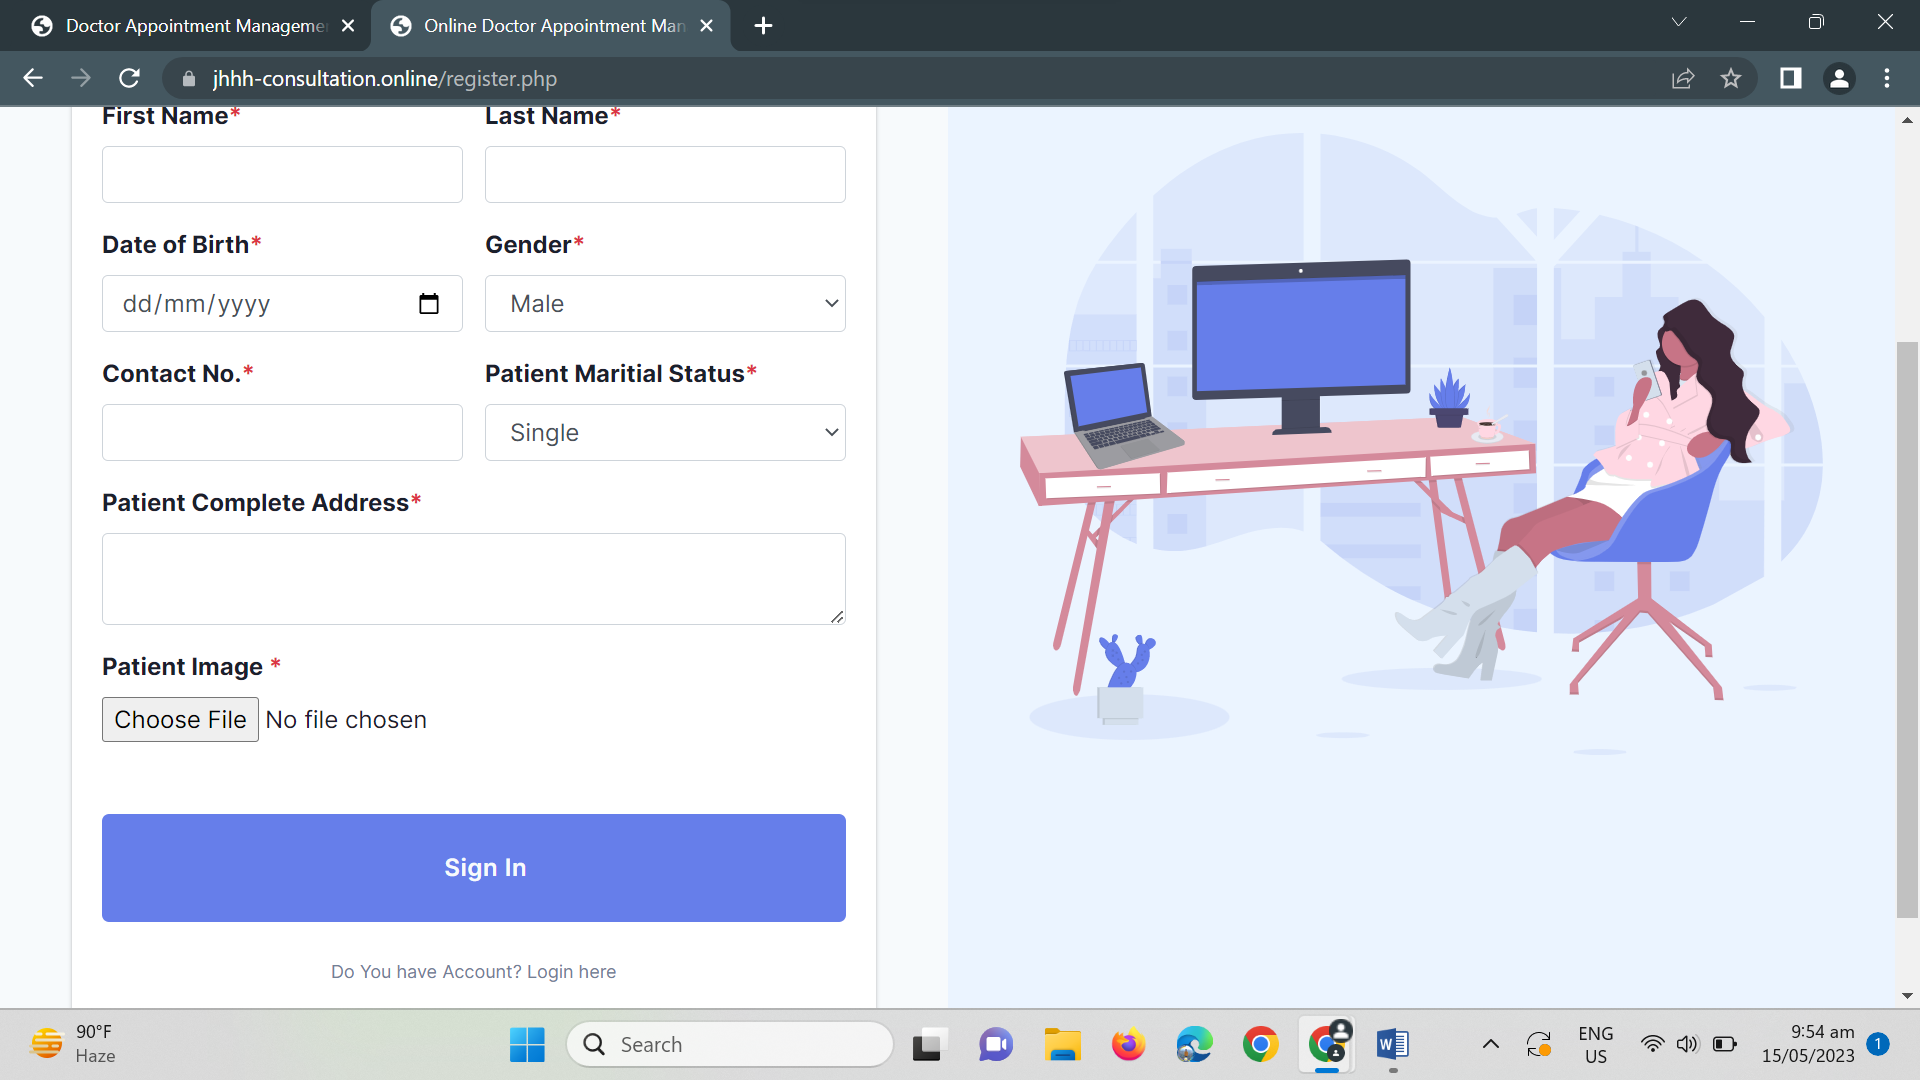 Doctor Appointment Manageme
Online Doctor Appointment Man
jhhh-consultation.online/register.php
First Name* Last Name*
Date of Birth* Gender*
dd/mm/yyyy Male
Contact No.* Patient Maritial Status*
Single
Patient Complete Address*
Patient Image *
Choose File No file chosen
Sign In
Do You have Account? Login here
90°F
Haze
Search
W
ENG
US
9:54 am
15/05/2023
1